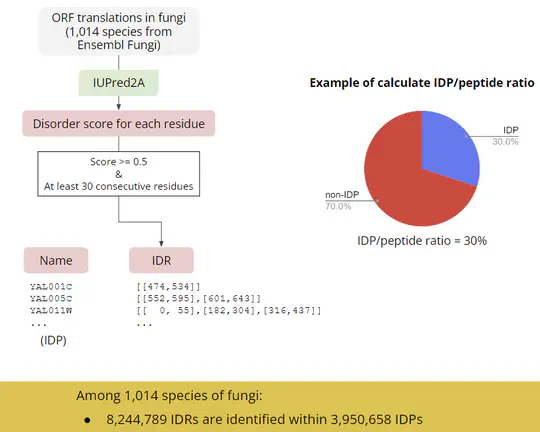 ORF translations in fungi
(1,014 species from
Ensembl Fungi)
IUPred2A
Disorder score for each residue
Score >= 0.5
&
At least 30 consecutive residues
Name
IDR
YAL001C [[474,534]]
YAL005C [[552,595],[601,643]]
YAL011W [[ 0, 55],[182,304],[316,437]]
... ...
(IDP)
Example of calculate IDP/peptide ratio
IDP
30.0%
non-IDP
70.0%
IDP/peptide ratio = 30%
Among 1,014 species of fungi:
● 8,244,789 IDRs are identified within 3,950,658 IDPs